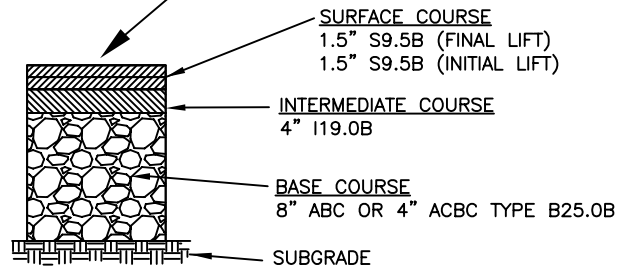 SURFACE COURSE
1.5” S9.5B (FINAL LIFT)
1.5” S9.5B (INITIAL LIFT)
INTERMEDIATE COURSE
4” I19.0B
BASE COURSE
8” ABC OR 4” ACBC TYPE B25.0B
SUBGRADE